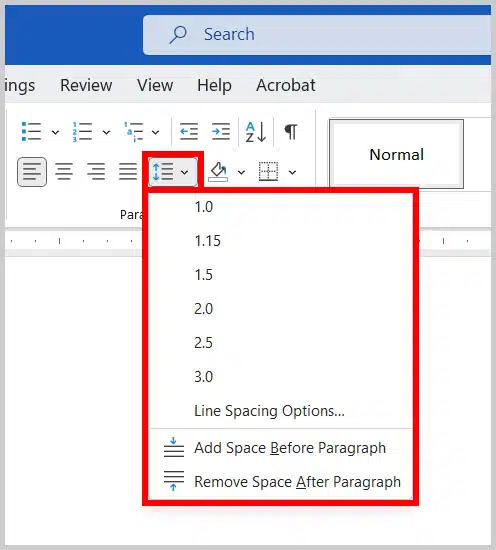 Search
ings Review View Help Acrobat
Normal
Para
1.0
1.15
1.5
2.0
2.5
3.0
Line Spacing Options...
Add Space Before Paragraph
Remove Space After Paragraph